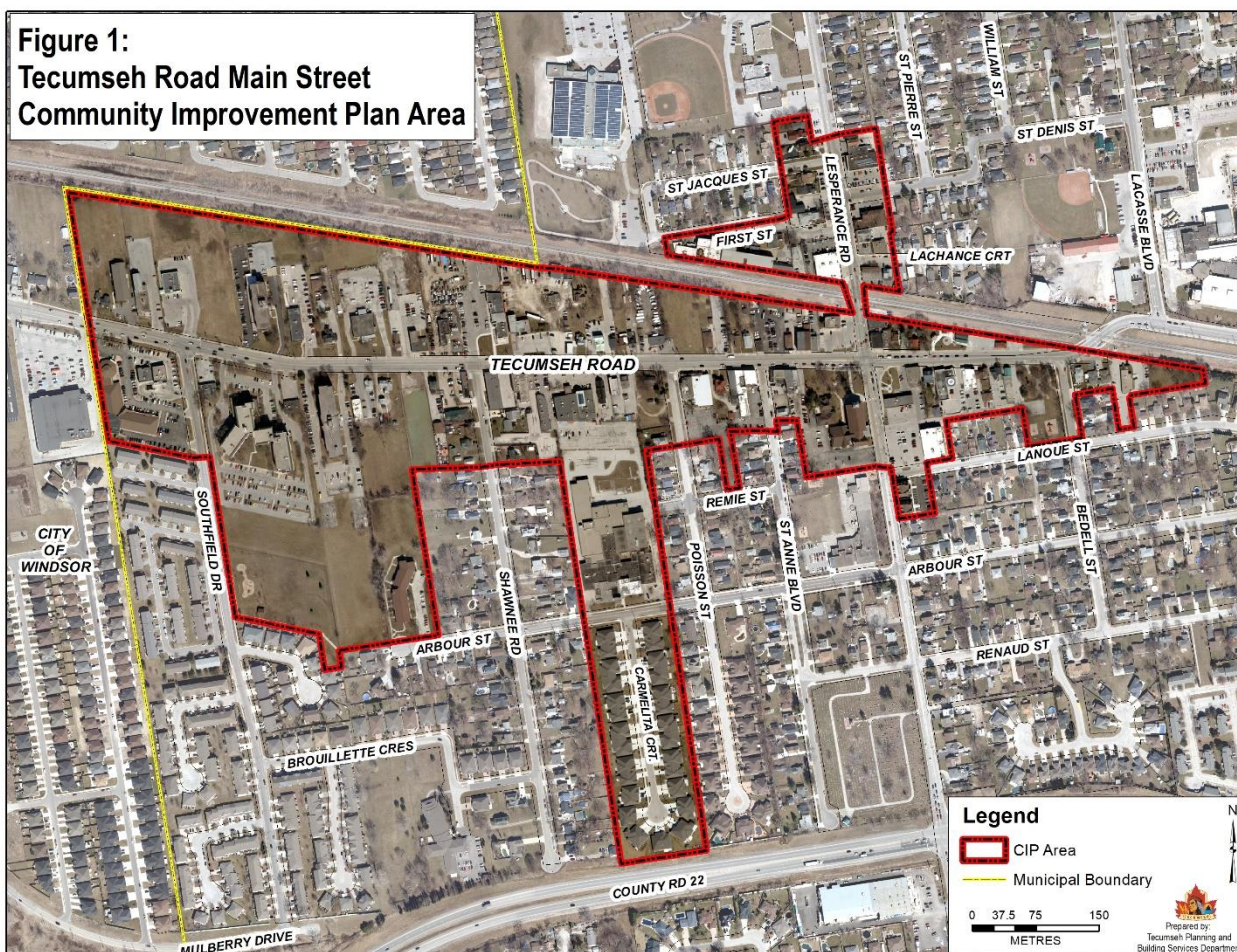 Figure 1:
Tecumseh Road Main Street
Community Improvement Plan Area
WILLIAM ST
ST PIERRE ST
ST DENIS ST
LACASSE BLVD
ST JACQUES ST
LESPERANCE RD
FIRST ST
LACHANCE CRT
TECUMSEH ROAD
LANOUE ST
REMIE ST
SOUTHFIELD DR
CITY
OF
WINDSOR
SHAWNEE RD
POISSON ST
ST ANNE BLVD
BEDELL ST
ARBOUR ST
ARBOUR ST
RENAUD ST
CARMELITA CRT.
BROUILLETTE CRES
COUNTY RD 22
MULBERRY DRIVE
Legend
N
CIP Area
Municipal Boundary
0 37.5 75 150
METRES
Prepared by:
Tecumseh Planning and
Building Services Department